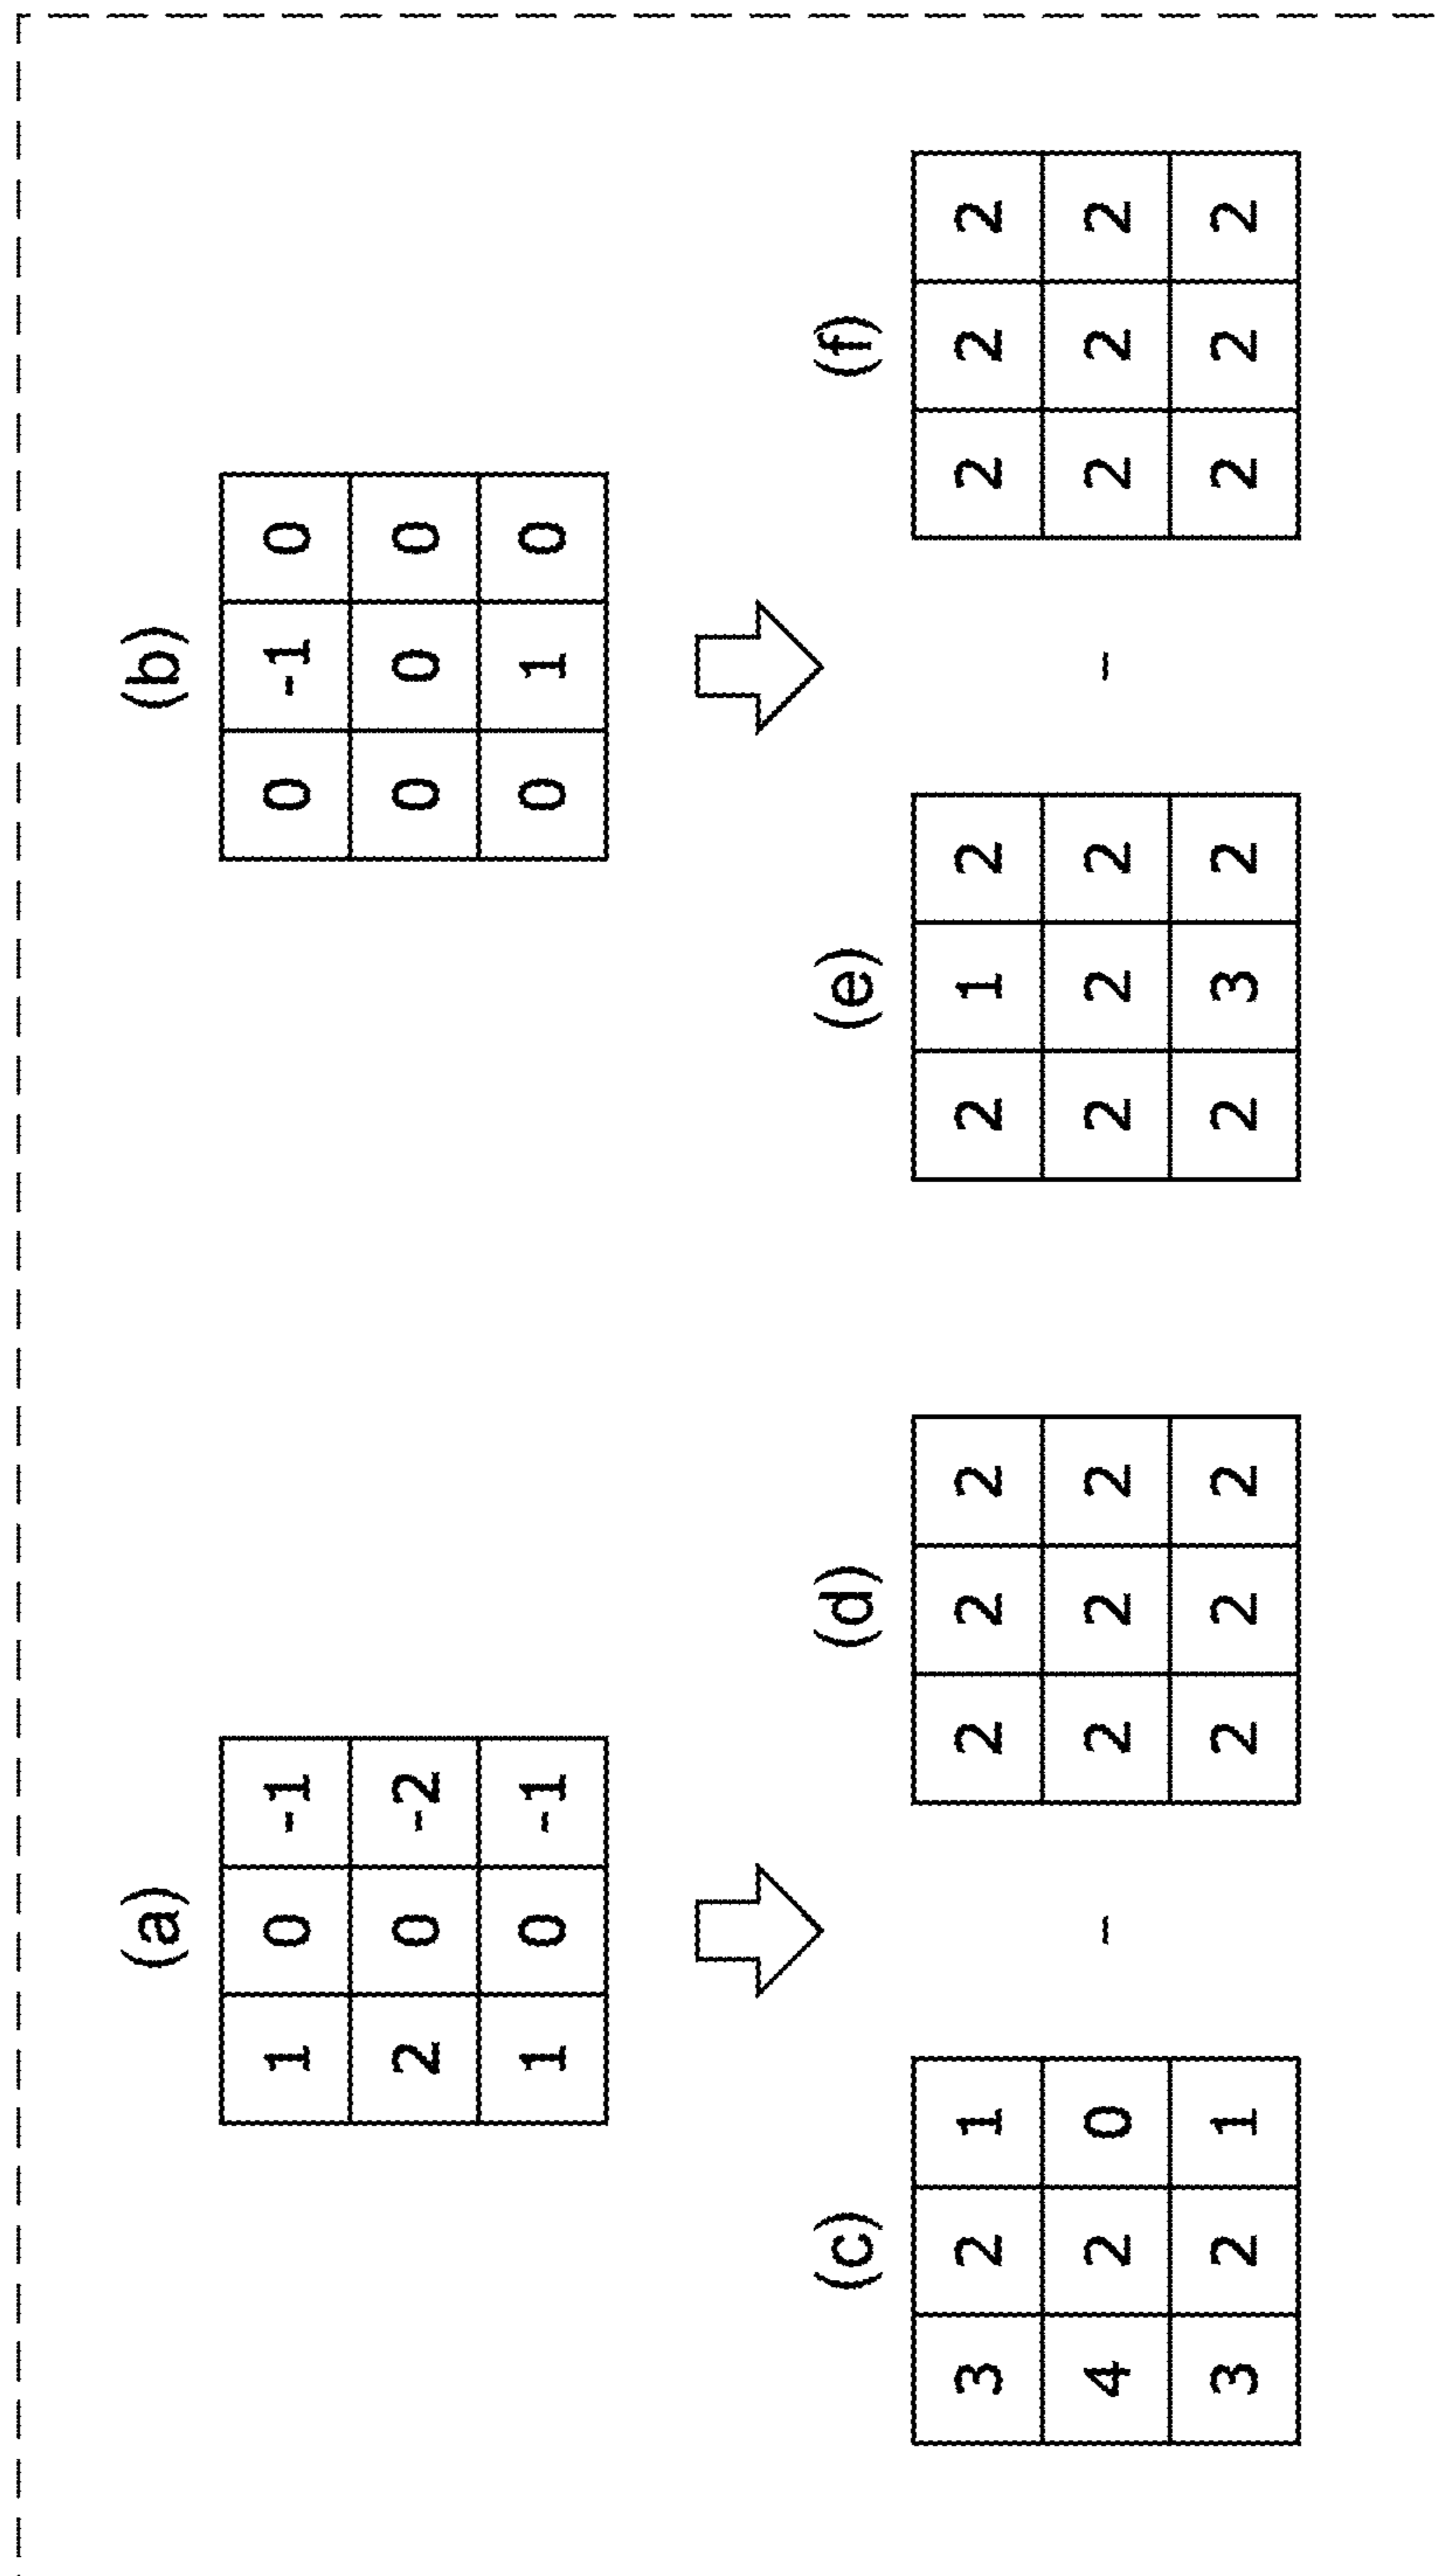 (a) (b)
1 0 -1 0 -1 0
2 0 -2 0 0 0
1 0 -1 0 1 0
(c) (d) (e) (f)
3 2 1 2 2 2 2 1 2 2 2 2
4 2 0 - 2 2 2 2 2 2 - 2 2 2
3 2 1 2 2 2 2 3 2 2 2 2